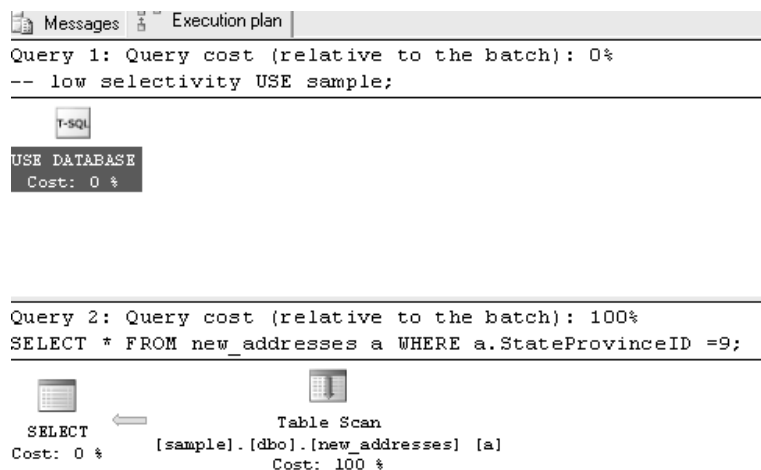 Messages Execution plan
Query 1: Query cost (relative to the batch): 0%
-- low selectivity USE sample;
T-SQL
USE DATABASE
Cost: 0 %
Query 2: Query cost (relative to the batch): 100%
SELECT * FROM new_addresses a WHERE a.StateProvinceID =9;
SELECT
Cost: 0 %
Table Scan
[sample].[dbo].[new_addresses] [a]
Cost: 100 %